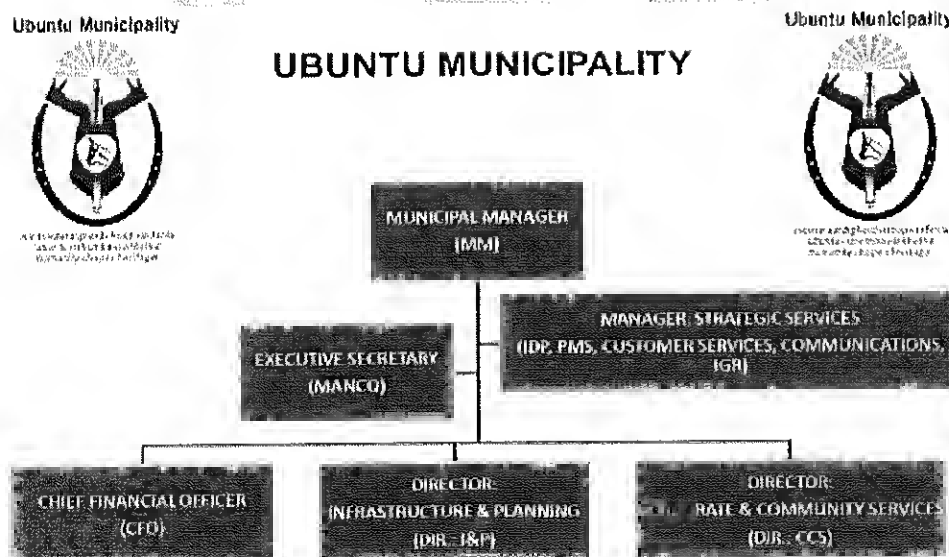 Ubuntu Municipality
Ubuntu Municipality
UBUNTU MUNICIPALITY
MUNICIPAL MANAGER
(MM)
MANAGER: STRATEGIC SERVICES
(IDP, PMS, CUSTOMER SERVICES, COMMUNICATIONS,
IGR)
EXECUTIVE SECRETARY
(MANCO)
CHIEF FINANCIAL OFFICER
(CFO)
DIRECTOR:
INFRASTRUCTURE & PLANNING
(DIR.: I&P)
DIRECTOR:
RATE & COMMUNITY SERVICES
(DIR.: CCS)